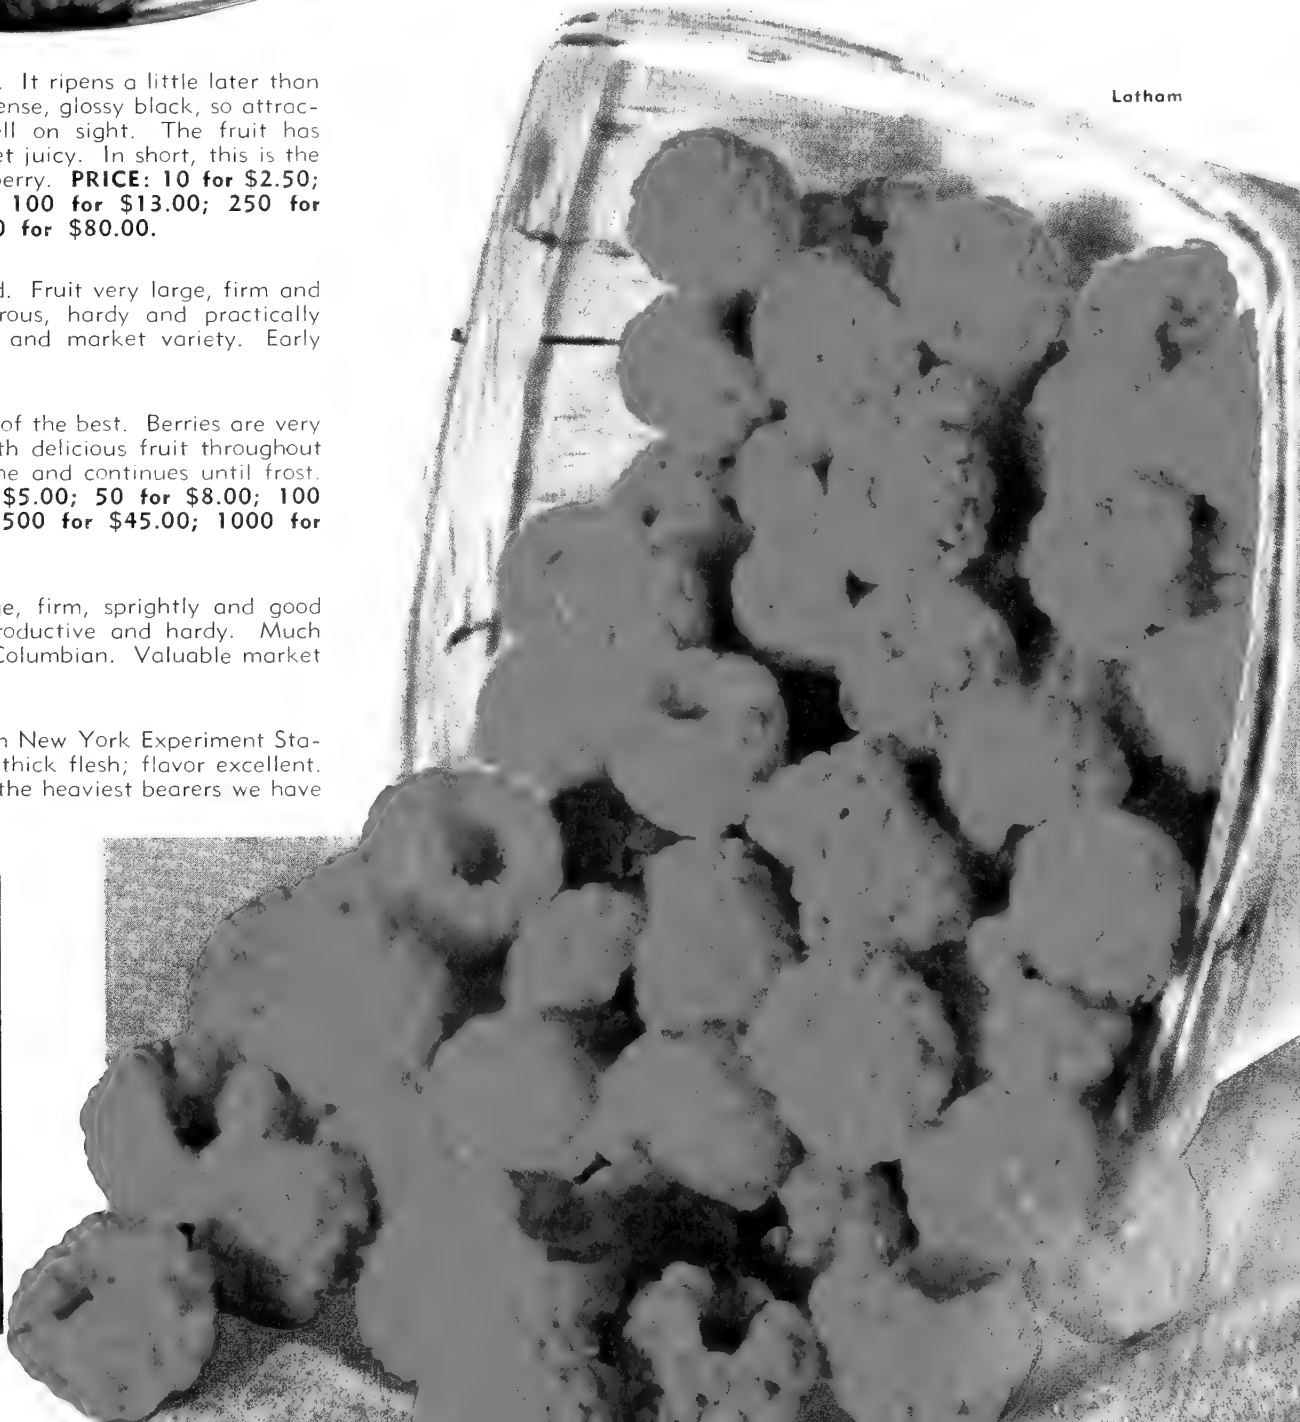 . It ripens a little later than
ense, glossy black, so attrac-
ll on sight. The fruit has
et juicy. In short, this is the
erry. PRICE: 10 for $2.50;
100 for $13.00; 250 for
0 for $80.00.
d. Fruit very large, firm and
rous, hardy and practically
and market variety. Early
of the best. Berries are very
th delicious fruit throughout
ne and continues until frost.
$5.00; 50 for $8.00; 100
500 for $45.00; 1000 for
ge, firm, sprightly and good
roductive and hardy. Much
Columbian. Valuable market
n New York Experiment Sta-
thick flesh; flavor excellent.
the heaviest bearers we have
Latham